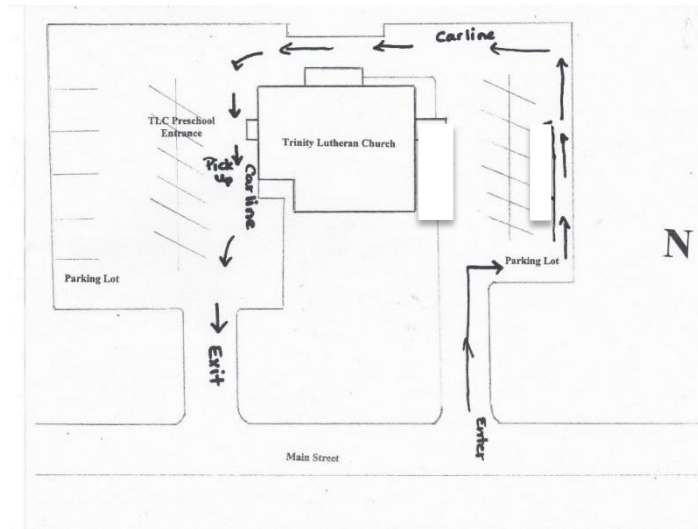 Carline
TLC Preschool
Entrance
Trinity Lutheran Church
Pick
Up
Carline
N
Parking Lot
Parking Lot
Exit
Enter
Main Street